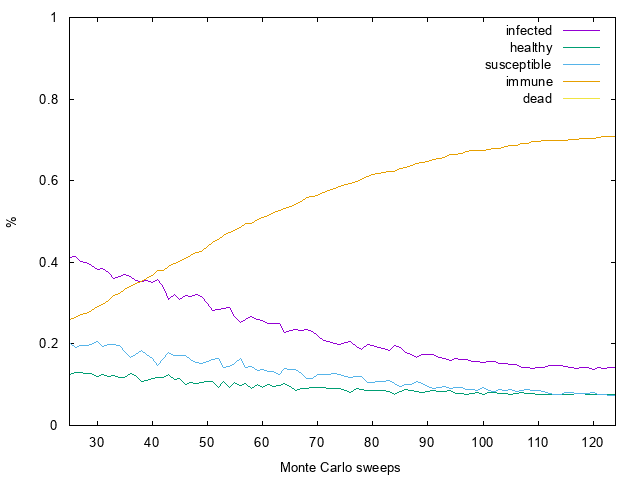 1
0.8
0.6
0.4
0.2
0
%
infected
healthy
susceptible
immune
dead
30 40 50 60 70 80 90 100 110 120
Monte Carlo sweeps